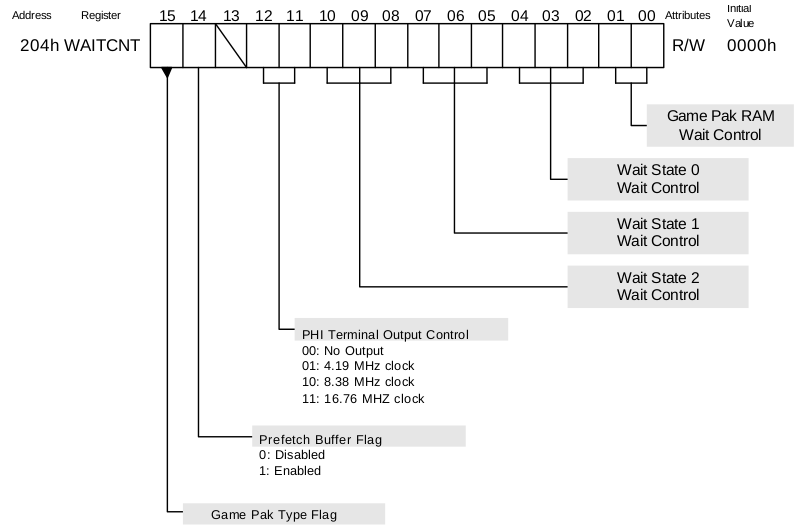 Address Register 15 14 13 12 11 10 09 08 07 06 05 04 03 02 01 00 Attributes Initial
Value
204h WAITCNT R/W 0000h
Game Pak RAM
Wait Control
Wait State 0
Wait Control
Wait State 1
Wait Control
Wait State 2
Wait Control
PHI Terminal Output Control
00: No Output
01: 4.19 MHz clock
10: 8.38 MHz clock
11: 16.76 MHZ clock
Prefetch Buffer Flag
0: Disabled
1: Enabled
Game Pak Type Flag